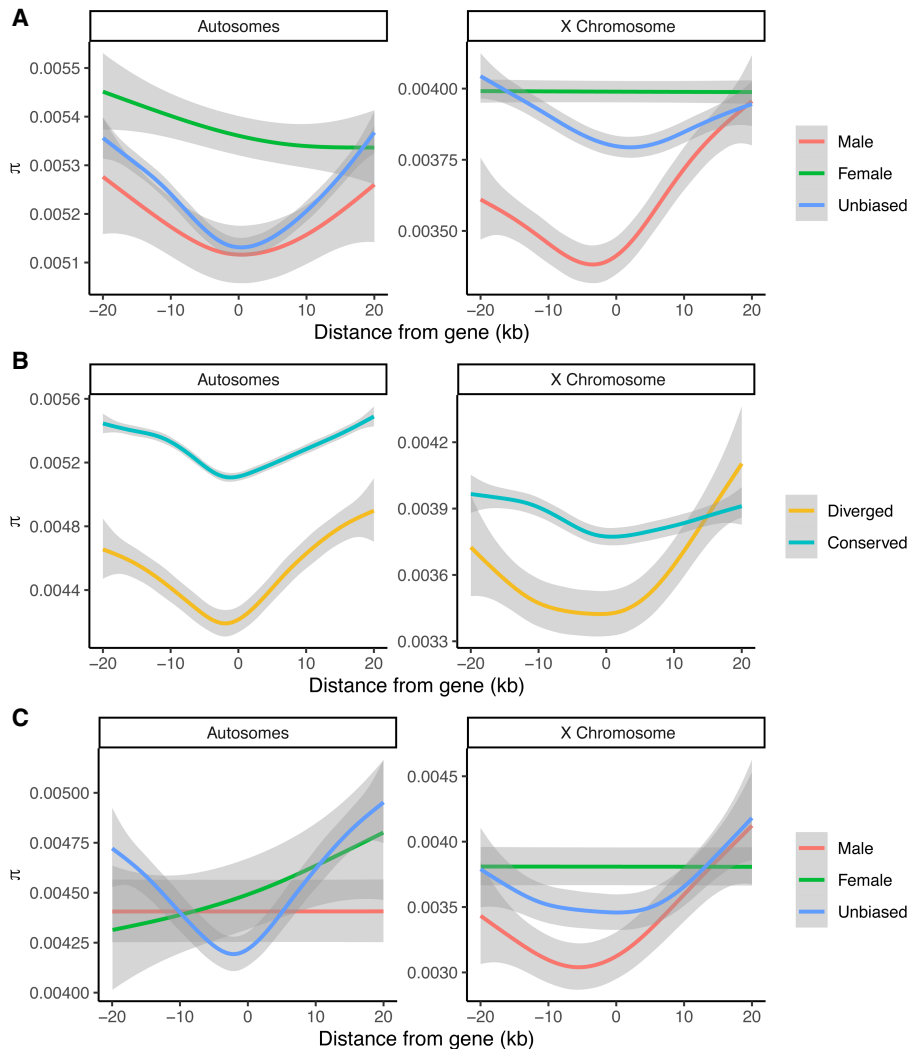 A
Autosomes
X Chromosome
0.0055
0.0054
0.0053
0.0052
0.0051
π
0.00400
0.00375
0.00350
−20 −10 0 10 20
−20 −10 0 10 20
Distance from gene (kb)
Male
Female
Unbiased
B
Autosomes
X Chromosome
0.0056
0.0052
0.0048
0.0044
π
0.0042
0.0039
0.0036
0.0033
−20 −10 0 10 20
−20 −10 0 10 20
Distance from gene (kb)
Diverged
Conserved
C
Autosomes
X Chromosome
0.00500
0.00475
0.00450
0.00425
0.00400
π
0.0045
0.0040
0.0035
0.0030
−20 −10 0 10 20
−20 −10 0 10 20
Distance from gene (kb)
Male
Female
Unbiased